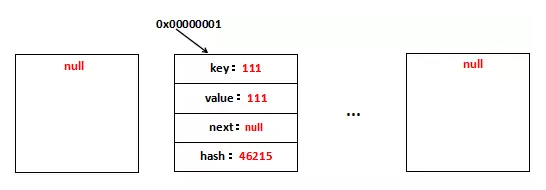 0x00000001
null
key：111
value：111
next：null
hash：46215
...
null